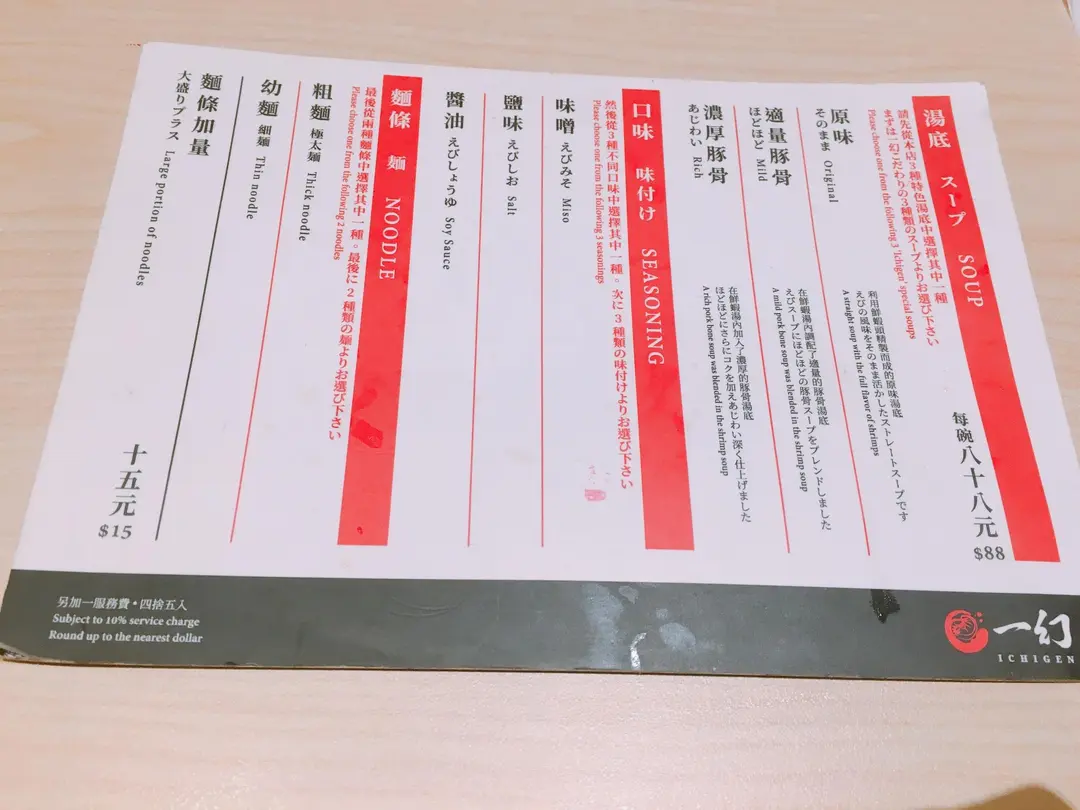 湯底 スープ SOUP
請先從本店3種特色湯底中選擇其中一種
まずは一幻こだわりの3種類のスープよりお選び下さい
Please choose one from the following 3 'Ichigen' special soups
每碗八十八元
$88
原味
そのまま Original
利用鮮蝦頭精製而成的原味湯底
えびの風味をそのまま活かしたストレートスープです
A straight soup with the full flavor of shrimps
適量豚骨
ほどほど Mild
在鮮蝦湯內調配了適量的豚骨湯底
えびスープにほどほどの豚骨スープをブレンドしました
A mild pork bone soup was blended in the shrimp soup
濃厚豚骨
あじわい Rich
在鮮蝦湯內加入了濃厚的豚骨湯底
ほどほどにさらにコクを加えあじわい深く仕上げました
A rich pork bone soup was blended in the shrimp soup
口味 味付け SEASONING
然後從3種不同口味中選擇其中一種。次に3種類の味付けよりお選び下さい
Please choose one from the following 3 seasonings
味噌 えびみそ Miso
鹽味 えびしお Salt
醬油 えびしょうゆ Soy Sauce
麵條 麺 NOODLE
最後從兩種麵條中選擇其中一種。最後に2種類の麺よりお選び下さい
Please choose one from the following 2 noodles
粗麵 極太麺 Thick noodle
幼麵 細麺 Thin noodle
麵條加量
大盛りプラス Large portion of noodles
十五元
$15
另加一服務費・四捨五入
Subject to 10% service charge
Round up to the nearest dollar
一幻
ICHIGEN